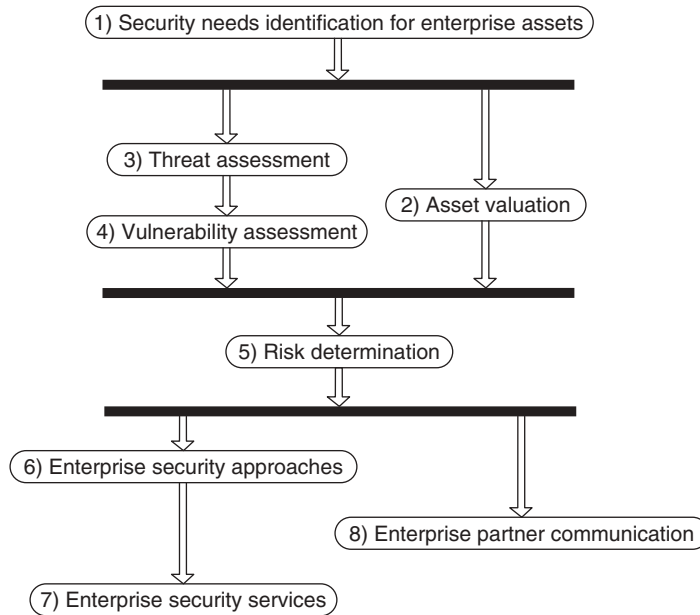 1) Security needs identification for enterprise assets
3) Threat assessment
2) Asset valuation
4) Vulnerability assessment
5) Risk determination
6) Enterprise security approaches
8) Enterprise partner communication
7) Enterprise security services